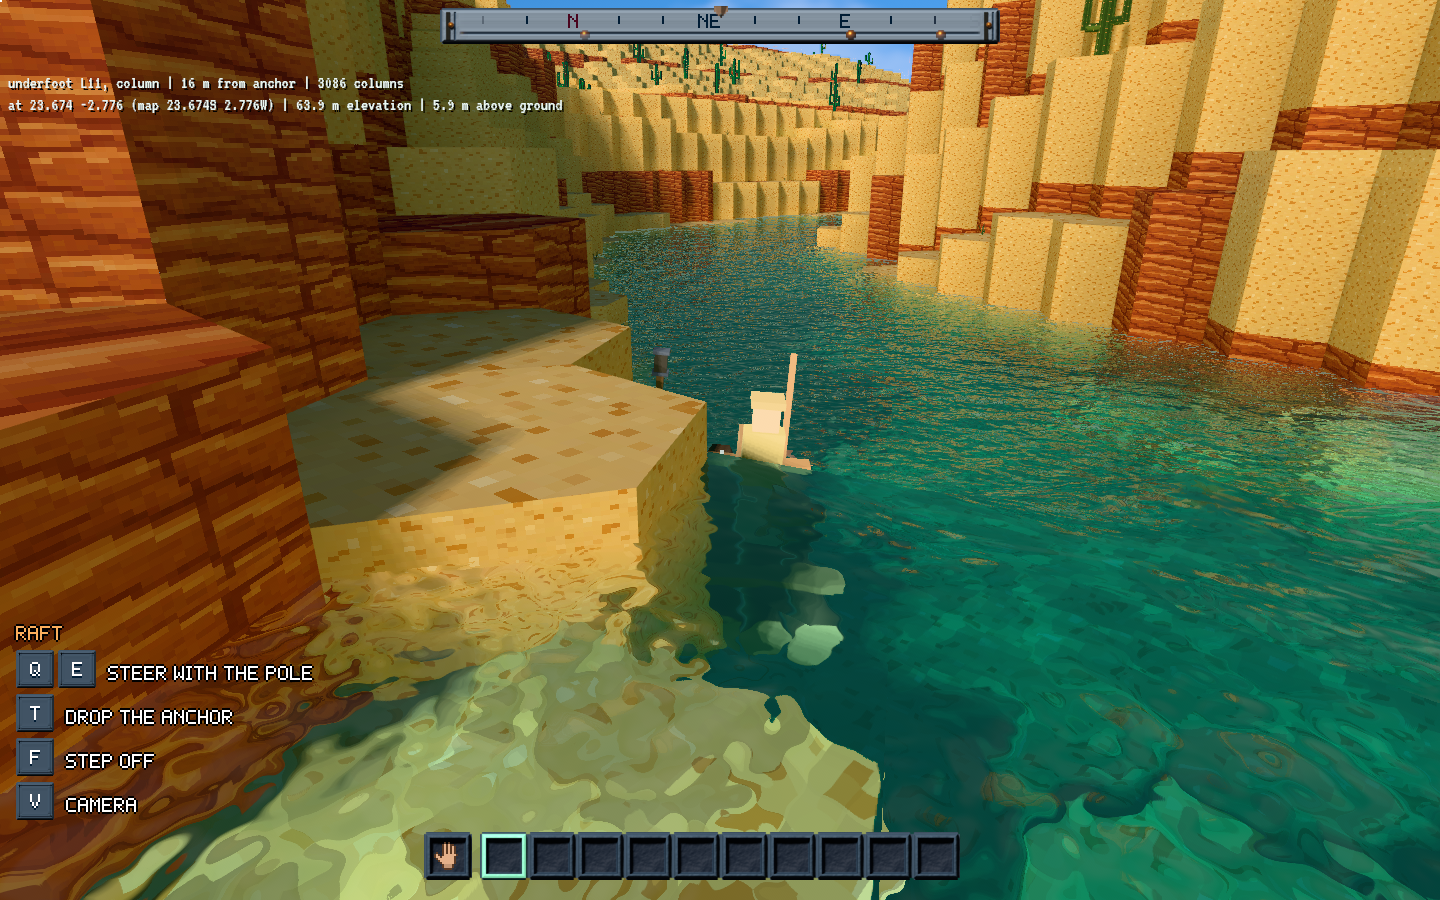 N NE E
underfoot L11, column | 16 m from anchor | 3086 columns
at 23.674 -2.776 (map 23.674S 2.776W) | 63.9 m elevation | 5.9 m above ground
RAFT
Q E STEER WITH THE POLE
T DROP THE ANCHOR
F STEP OFF
V CAMERA